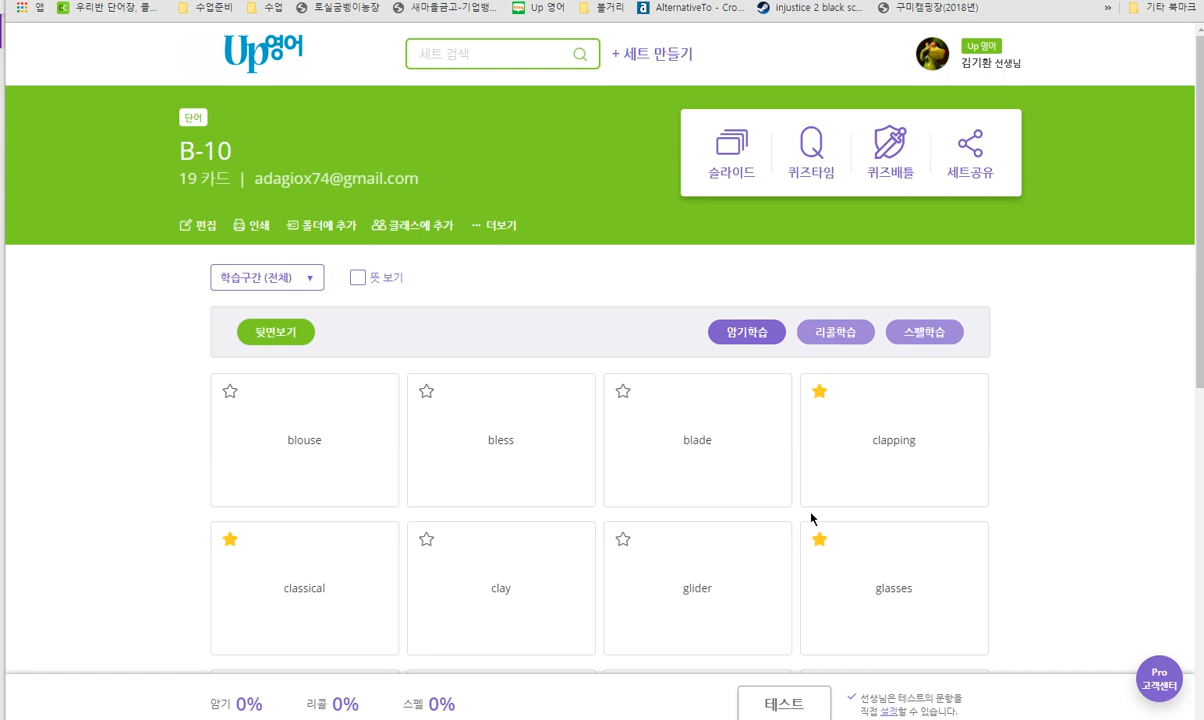 앱 우리반 단어장, 클... 수업준비 수업 토실굼벵이농장 새마을금고-기업뱅... Up 영어 볼거리 AlternativeTo - Cro... injustice 2 black sc... 구미캠핑장(2018년) » 기타 북마크
Up영어
세트 검색
+ 세트 만들기
Up 영어
김기환 선생님
단어
B-10
19 카드 | adagiox74@gmail.com
슬라이드 퀴즈타임 퀴즈배틀 세트공유
편집 인쇄 폴더에 추가 클래스에 추가 ··· 더보기
학습구간 (전체) ▼ 뜻 보기
뒷면보기 암기학습 리콜학습 스펠학습
blouse bless blade clapping
classical clay glider glasses
Pro
고객센터
암기 0% 리콜 0% 스펠 0% 테스트
선생님은 테스트의 문항을
직접 설정할 수 있습니다.